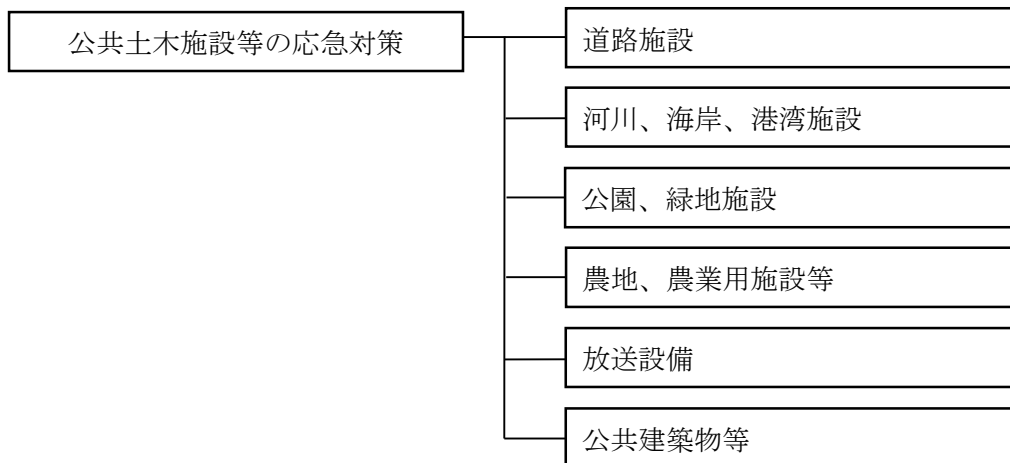 公共土木施設等の応急対策
道路施設
河川、海岸、港湾施設
公園、緑地施設
農地、農業用施設等
放送設備
公共建築物等